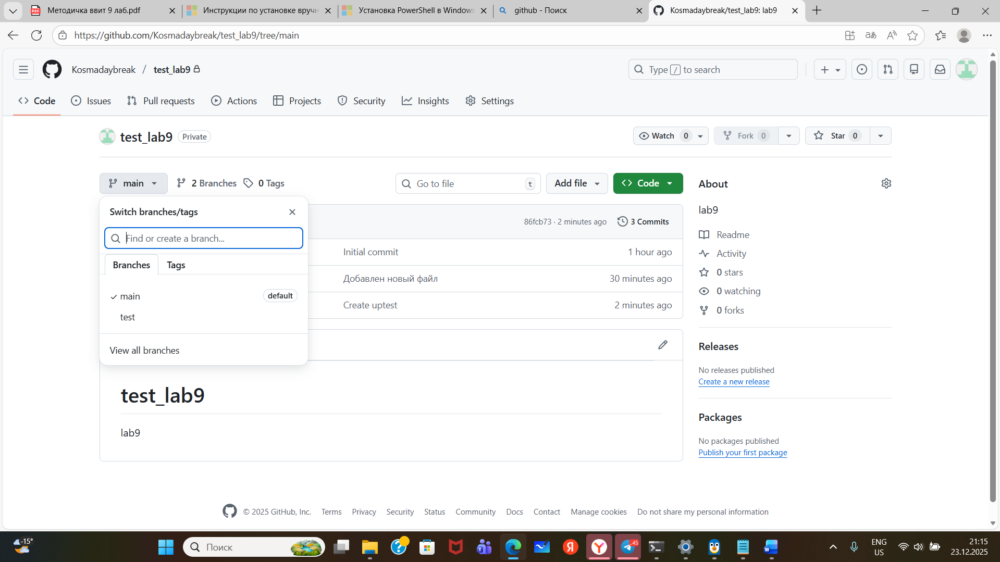 Методичка ввит 9 лаб.pdf
Инструкции по установке вручн
Установка PowerShell в Windows
github - Поиск
Kosmadaybreak/test_lab9: lab9
https://github.com/Kosmadaybreak/test_lab9/tree/main
Kosmadaybreak / test_lab9
Type / to search
Code
Issues
Pull requests
Actions
Projects
Security
Insights
Settings
test_lab9 Private
Watch 0
Fork 0
Star 0
main
2 Branches
0 Tags
Go to file t
Add file
Code
About
Switch branches/tags
lab9
86fcb73 · 2 minutes ago
3 Commits
Find or create a branch...
Readme
Initial commit
1 hour ago
Activity
Branches
Tags
0 stars
Добавлен новый файл
30 minutes ago
0 watching
main default
Create uptest
2 minutes ago
0 forks
test
View all branches
Releases
No releases published
Create a new release
test_lab9
Packages
lab9
No packages published
Publish your first package
© 2025 GitHub, Inc.
Terms
Privacy
Security
Status
Community
Docs
Contact
Manage cookies
Do not share my personal information
-15°
Поиск
45
ENG
US
21:15
23.12.2025